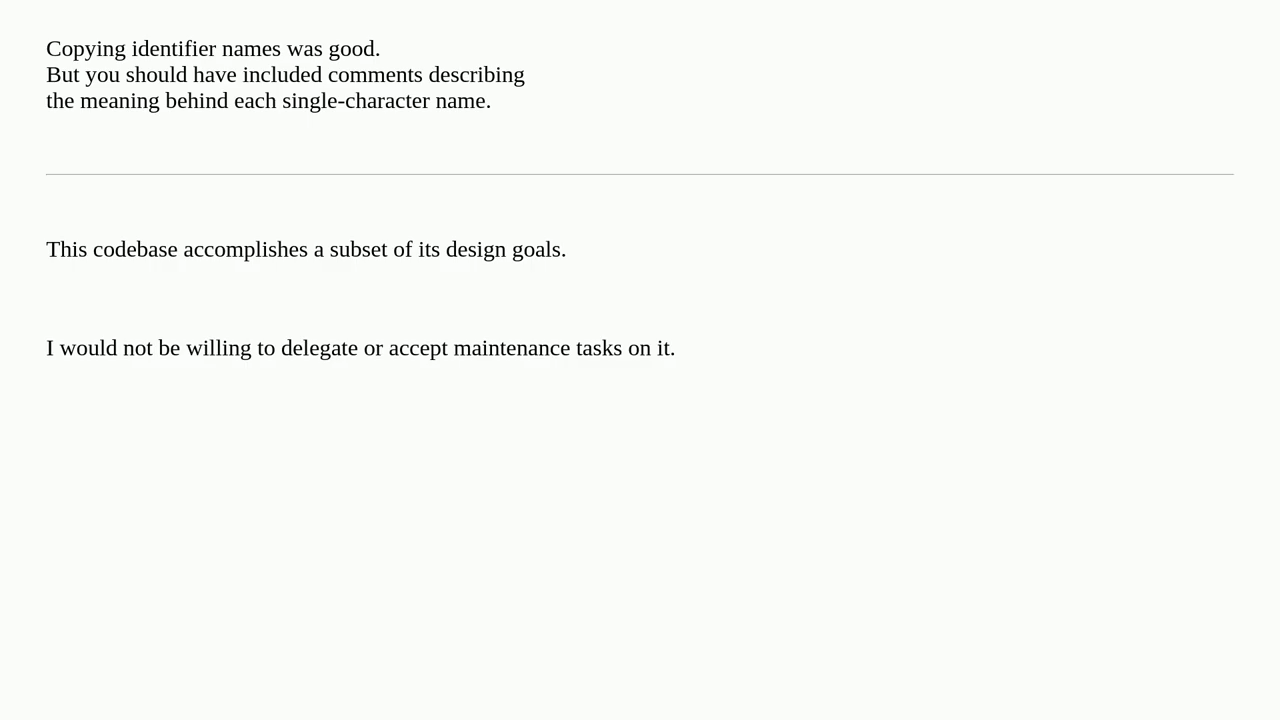 Copying identifier names was good.
But you should have included comments describing
the meaning behind each single-character name.
This codebase accomplishes a subset of its design goals.
I would not be willing to delegate or accept maintenance tasks on it.